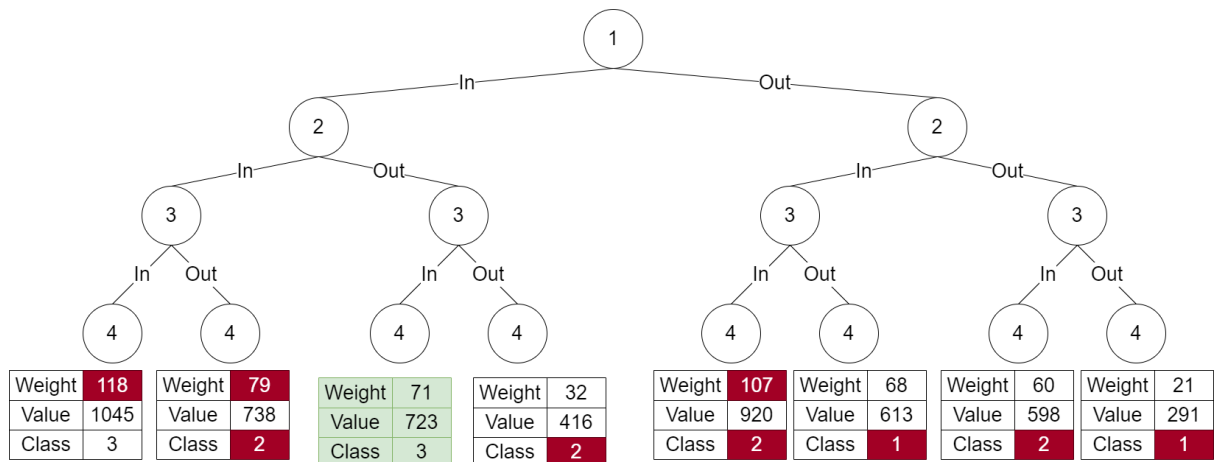 1
In Out
2 2
In Out In Out
3 3 3 3
In Out In Out In Out In Out
4 4 4 4 4 4 4 4
Weight 118 Weight 79 Weight 71 Weight 32 Weight 107 Weight 68 Weight 60 Weight 21
Value 1045 Value 738 Value 723 Value 416 Value 920 Value 613 Value 598 Value 291
Class 3 Class 2 Class 3 Class 2 Class 2 Class 1 Class 2 Class 1